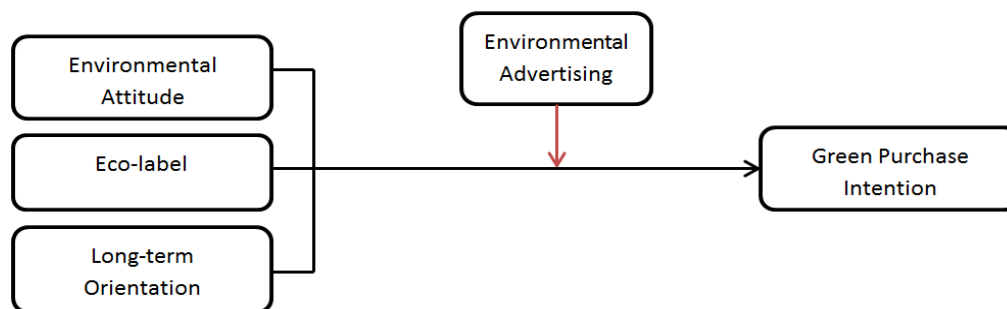 Environmental
Attitude
Eco-label
Long-term
Orientation
Environmental
Advertising
Green Purchase
Intention